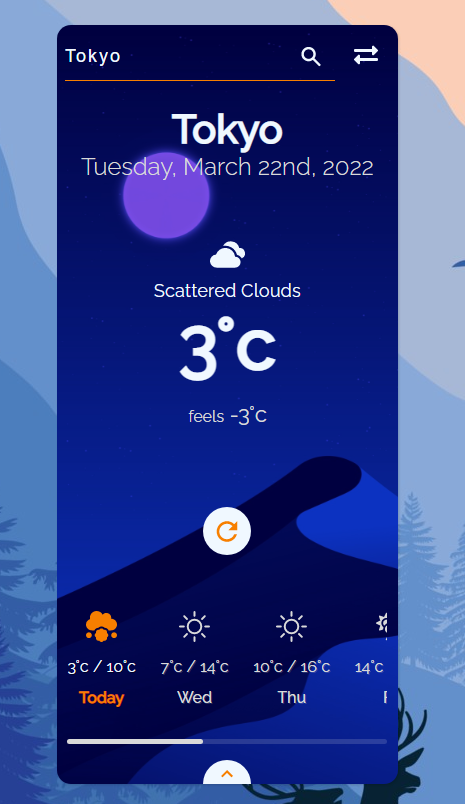 Tokyo
Tokyo
Tuesday, March 22nd, 2022
Scattered Clouds
3°c
feels -3°c
3°c / 10°c 7°c / 14°c 10°c / 16°c 14°c
Today Wed Thu